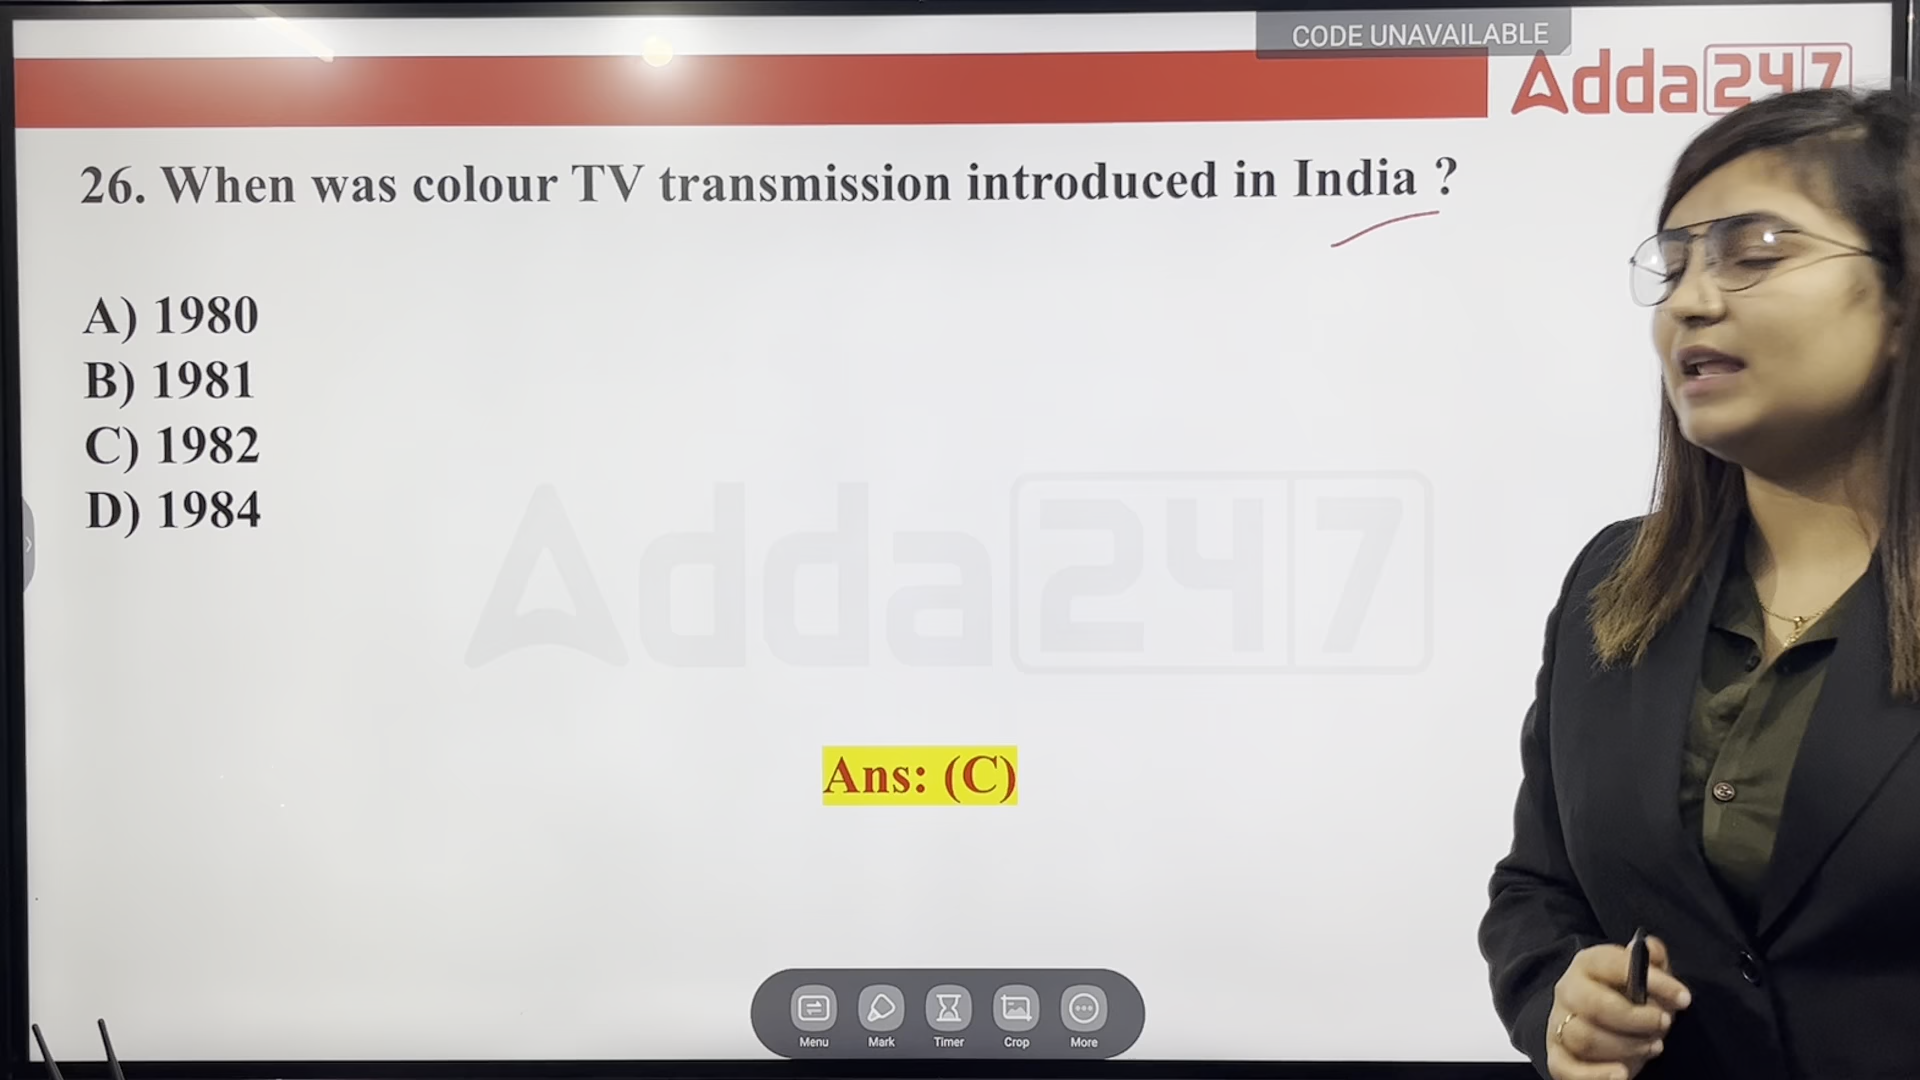 CODE UNAVAILABLE
Adda247
26. When was colour TV transmission introduced in India ?
A) 1980
B) 1981
C) 1982
D) 1984
Adda247
Ans: (C)
Menu Mark Timer Crop More